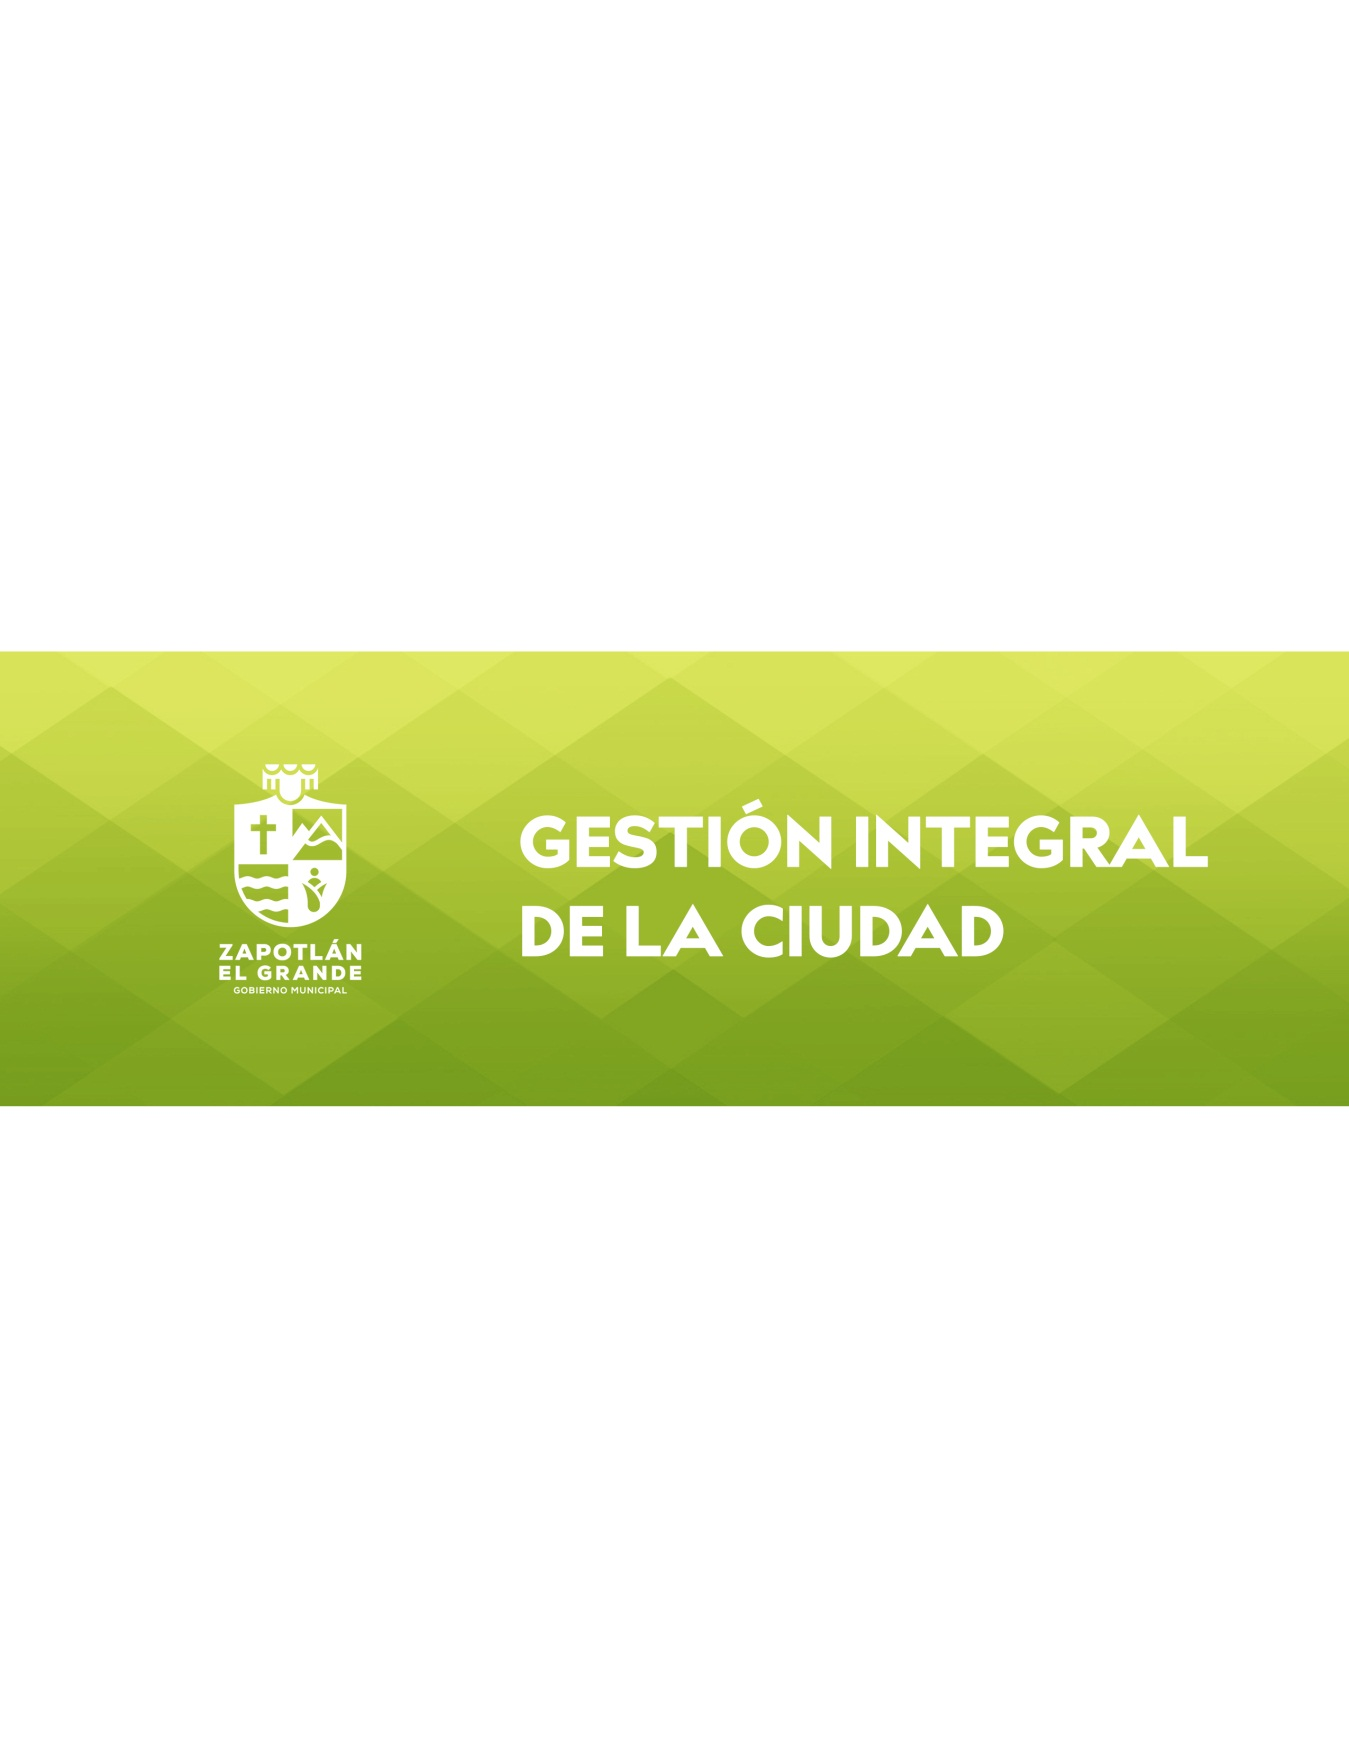 GESTIÓN INTEGRAL
DE LA CIUDAD
ZAPOTLÁN
EL GRANDE
GOBIERNO MUNICIPAL